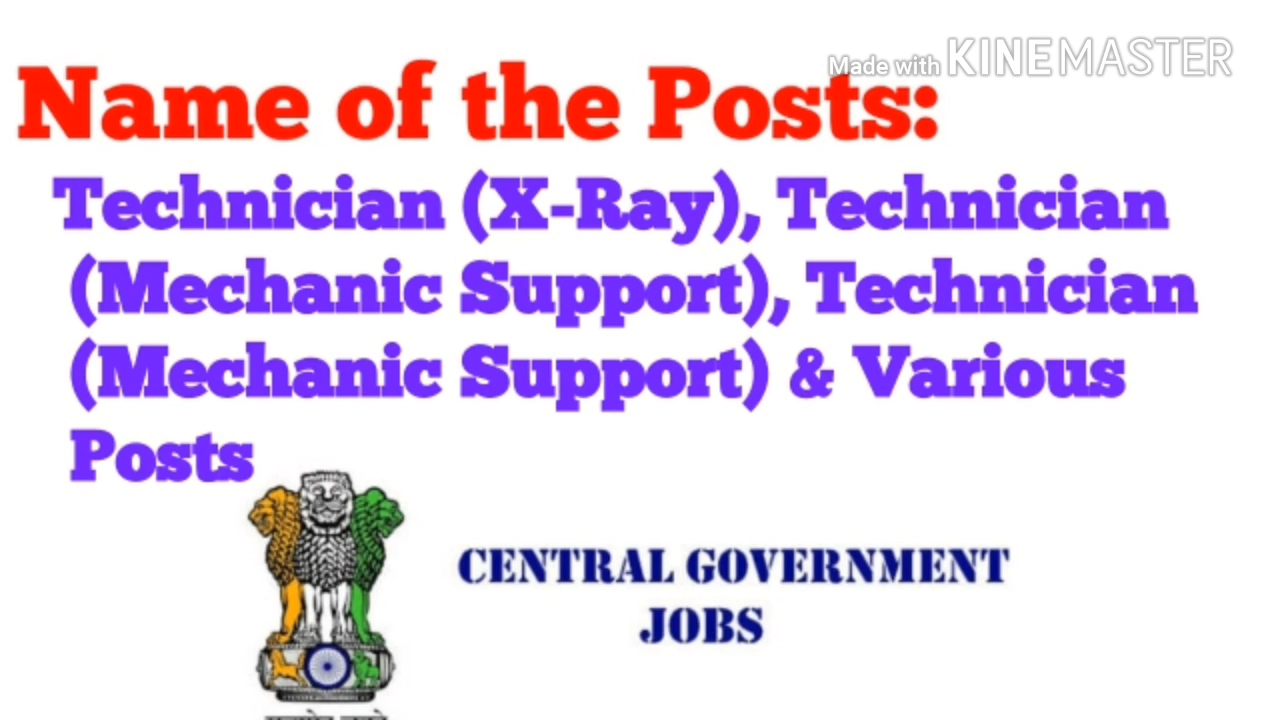 Made with KINEMASTER
Name of the Posts:
Technician (X-Ray), Technician
(Mechanic Support), Technician
(Mechanic Support) & Various
Posts
CENTRAL GOVERNMENT
JOBS